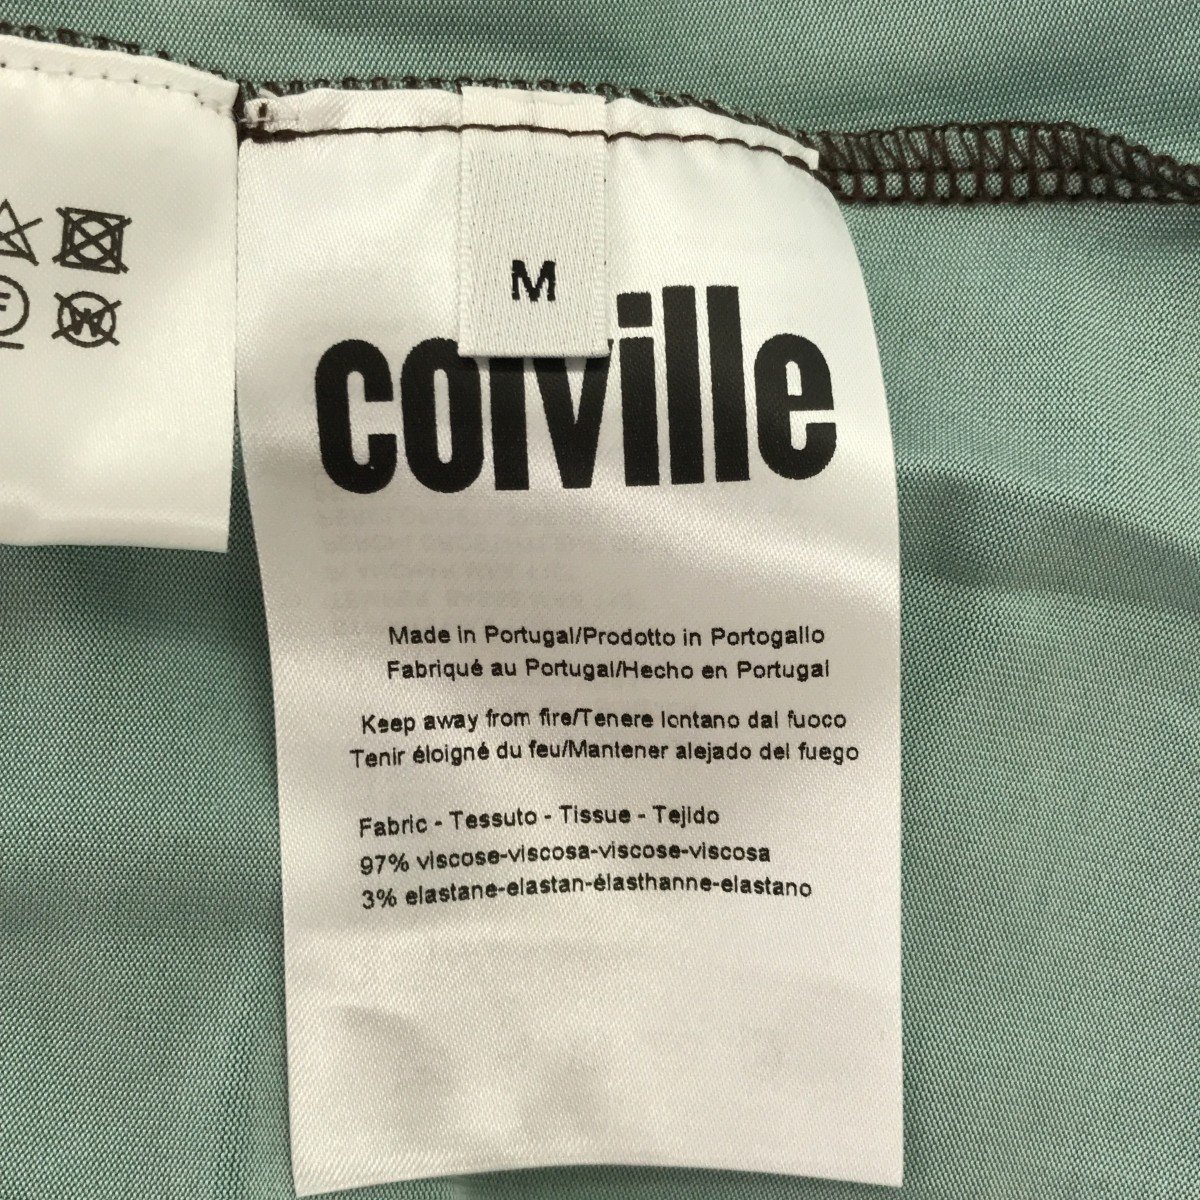 M
colville
F
W
Made in Portugal/Prodotto in Portogallo
Fabriqué au Portugal/Hecho en Portugal
Keep away from fire/Tenere lontano dal fuoco
Tenir éloigné du feu/Mantener alejado del fuego
Fabric - Tessuto - Tissue - Tejido
97% viscose-viscosa-viscose-viscosa
3% elastane-elastan-élasthanne-elastano